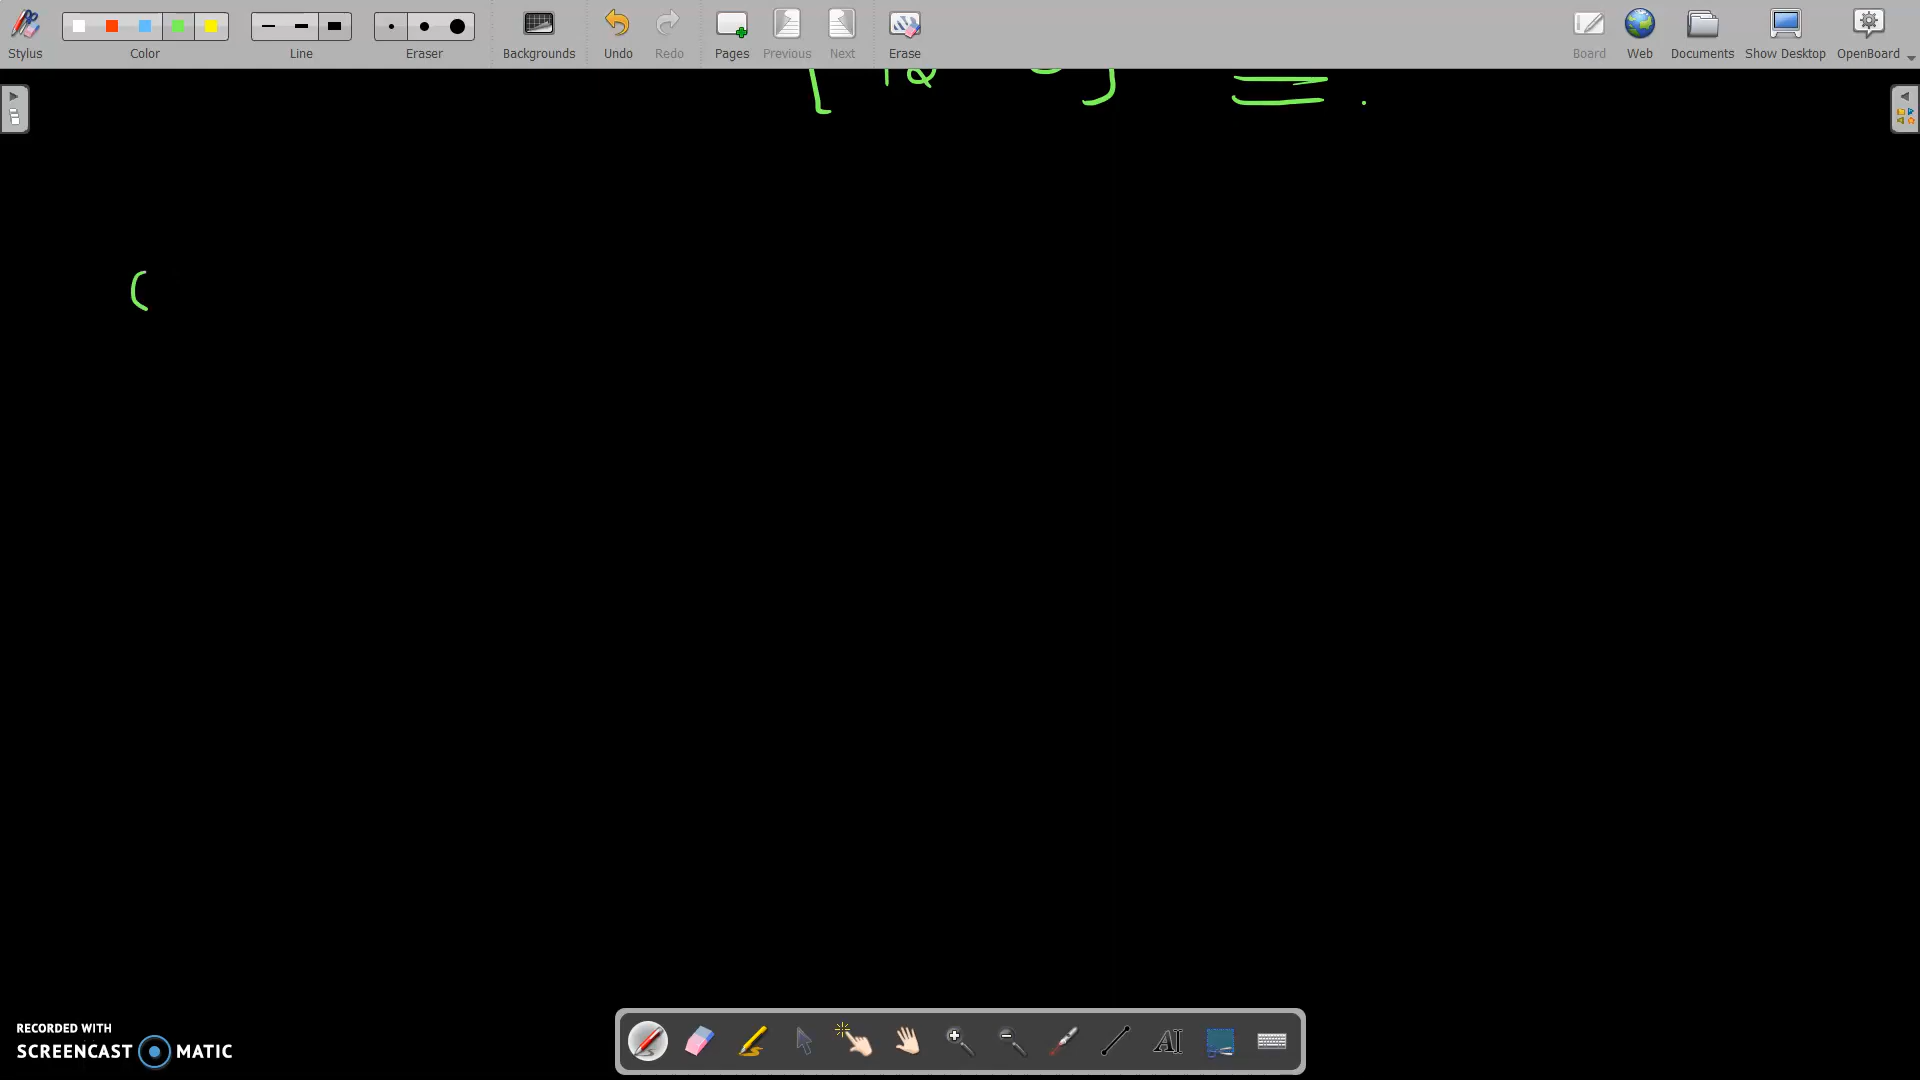 Stylus Color Line Eraser Backgrounds Undo Redo Pages Previous Next Erase Board Web Documents Show Desktop OpenBoard
(
RECORDED WITH
SCREENCAST MATIC